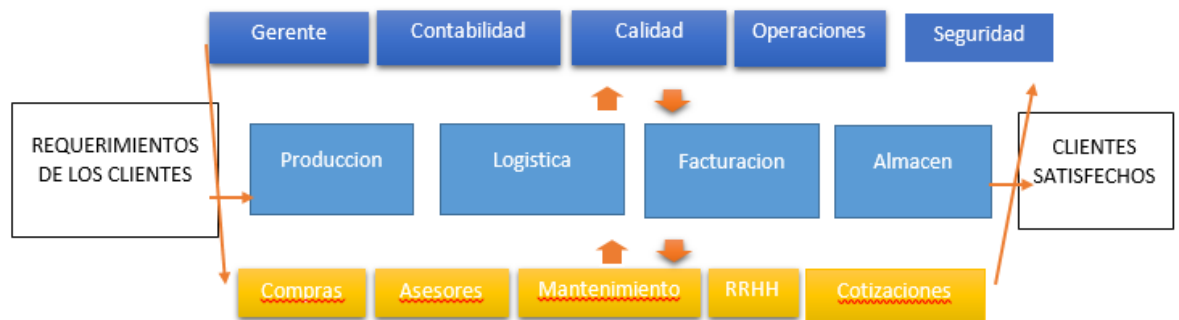 Gerente
Contabilidad
Calidad
Operaciones
Seguridad
REQUERIMIENTOS
DE LOS CLIENTES
Produccion
Logistica
Facturacion
Almacen
CLIENTES
SATISFECHOS
Compras
Asesores
Mantenimiento
RRHH
Cotizaciones